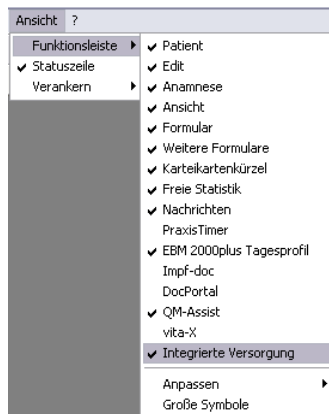 Ansicht ?
Funktionsleiste
Statuszeile
Verankern
Patient
Edit
Anamnese
Ansicht
Formular
Weitere Formulare
Karteikartenkürzel
Freie Statistik
Nachrichten
PraxisTimer
EBM 2000plus Tagesprofil
Impf-doc
DocPortal
QM-Assist
vita-X
Integrierte Versorgung
Anpassen
Große Symbole